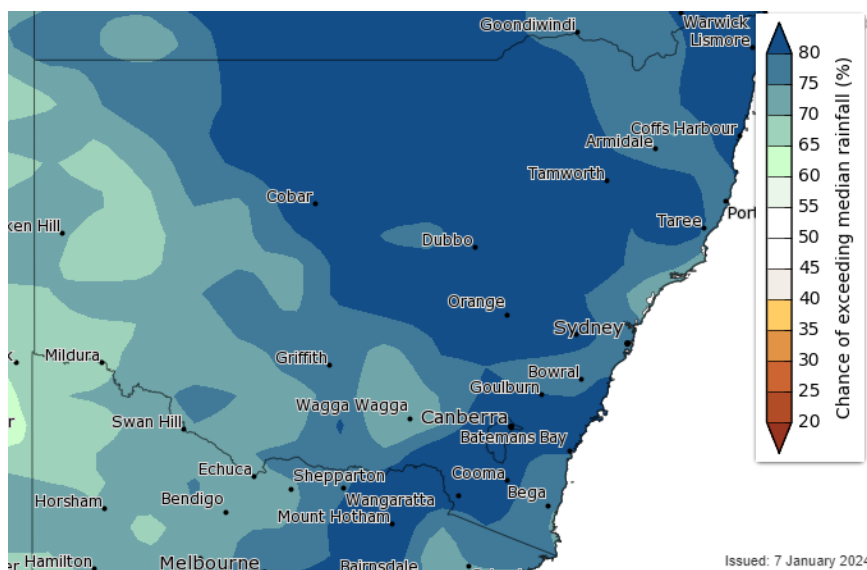 Goondiwindi
Warwick
Lismore
Coffs Harbour
Armidale
Tamworth
Cobar
ken Hill
Taree
Port
Dubbo
Orange
Sydney
Mildura
Griffith
Bowral
Goulburn
Wagga Wagga
Canberra
Swan Hill
Batemans Bay
Echuca
Shepparton
Cooma
Horsham
Bendigo
Wangaratta
Bega
Mount Hotham
Hamilton
Melbourne
Bairnsdale
80
75
70
65
60
55
50
45
40
35
30
25
20
Chance of exceeding median rainfall (%)
Issued: 7 January 2024